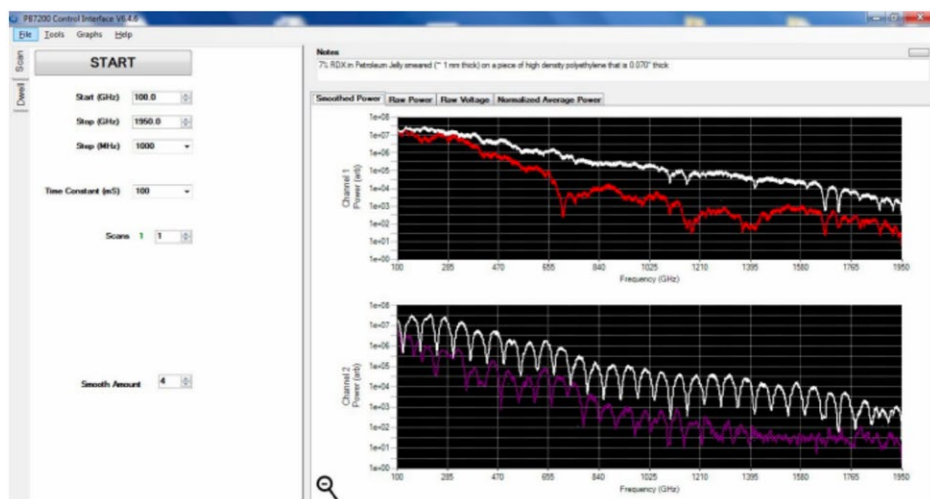 PB7200 Control Interface V6.4.6
File Tools Graphs Help
Scan
Dwell
START
Start (GHz) 100.0
Stop (GHz) 1950.0
Step (MHz) 1000
Time Constant (mS) 100
Scans 1 1
Smooth Amount 4
Notes
7% RDX in Petroleum Jelly smeared (~ 1 mm thick) on a piece of high density polyethylene that is 0.070" thick
Smoothed Power Raw Power Raw Voltage Normalized Average Power
Channel 1
Power (arb)
1e+08
1e+07
1e+06
1e+05
1e+04
1e+03
1e+02
1e+01
1e+00
100 285 470 655 840 1025 1210 1395 1580 1765 1950
Frequency (GHz)
Channel 2
Power (arb)
1e+08
1e+07
1e+06
1e+05
1e+04
1e+03
1e+02
1e+01
1e+00
100 285 470 655 840 1025 1210 1395 1580 1765 1950
Frequency (GHz)